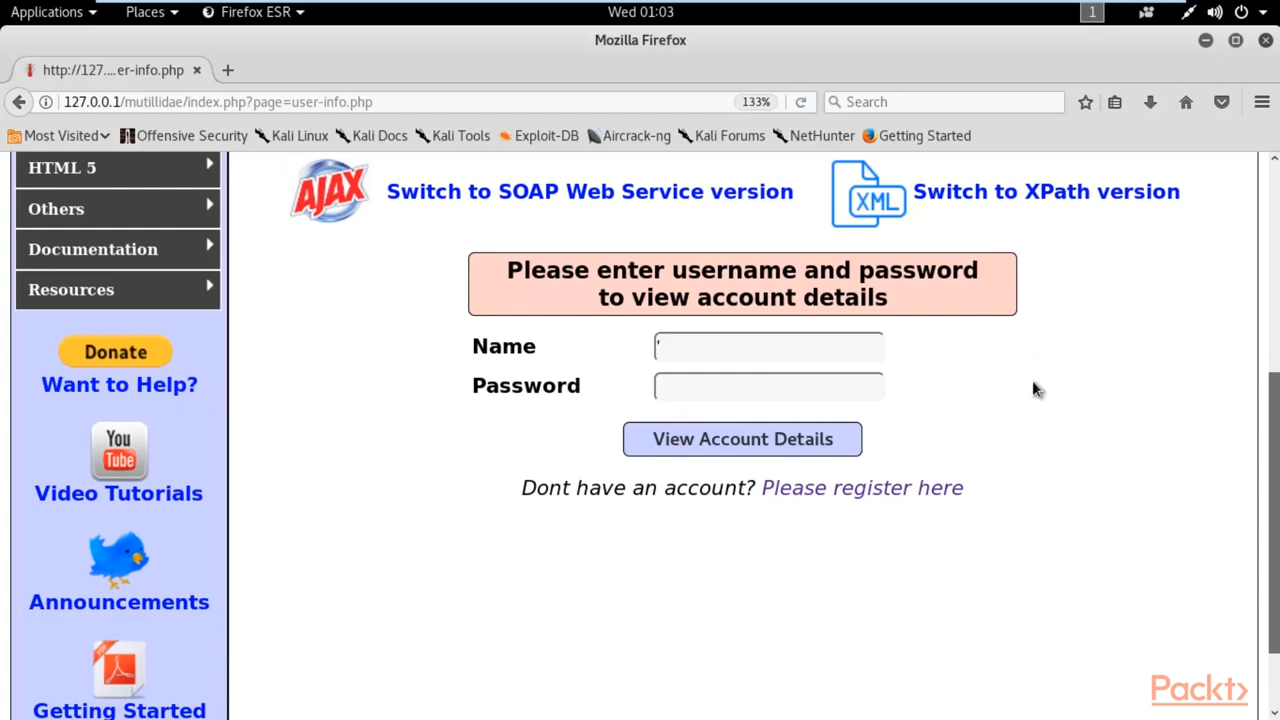 Applications Places Firefox ESR Wed 01:03 1
Mozilla Firefox
http://127....er-info.php
127.0.0.1/mutillidae/index.php?page=user-info.php 133% Search
Most Visited Offensive Security Kali Linux Kali Docs Kali Tools Exploit-DB Aircrack-ng Kali Forums NetHunter Getting Started
HTML 5
Others
Documentation
Resources
Donate
Want to Help?
You
Tube
Video Tutorials
Announcements
Getting Started
AJAX Switch to SOAP Web Service version XML Switch to XPath version
Please enter username and password
to view account details
Name '
Password
View Account Details
Dont have an account? Please register here
Packt>